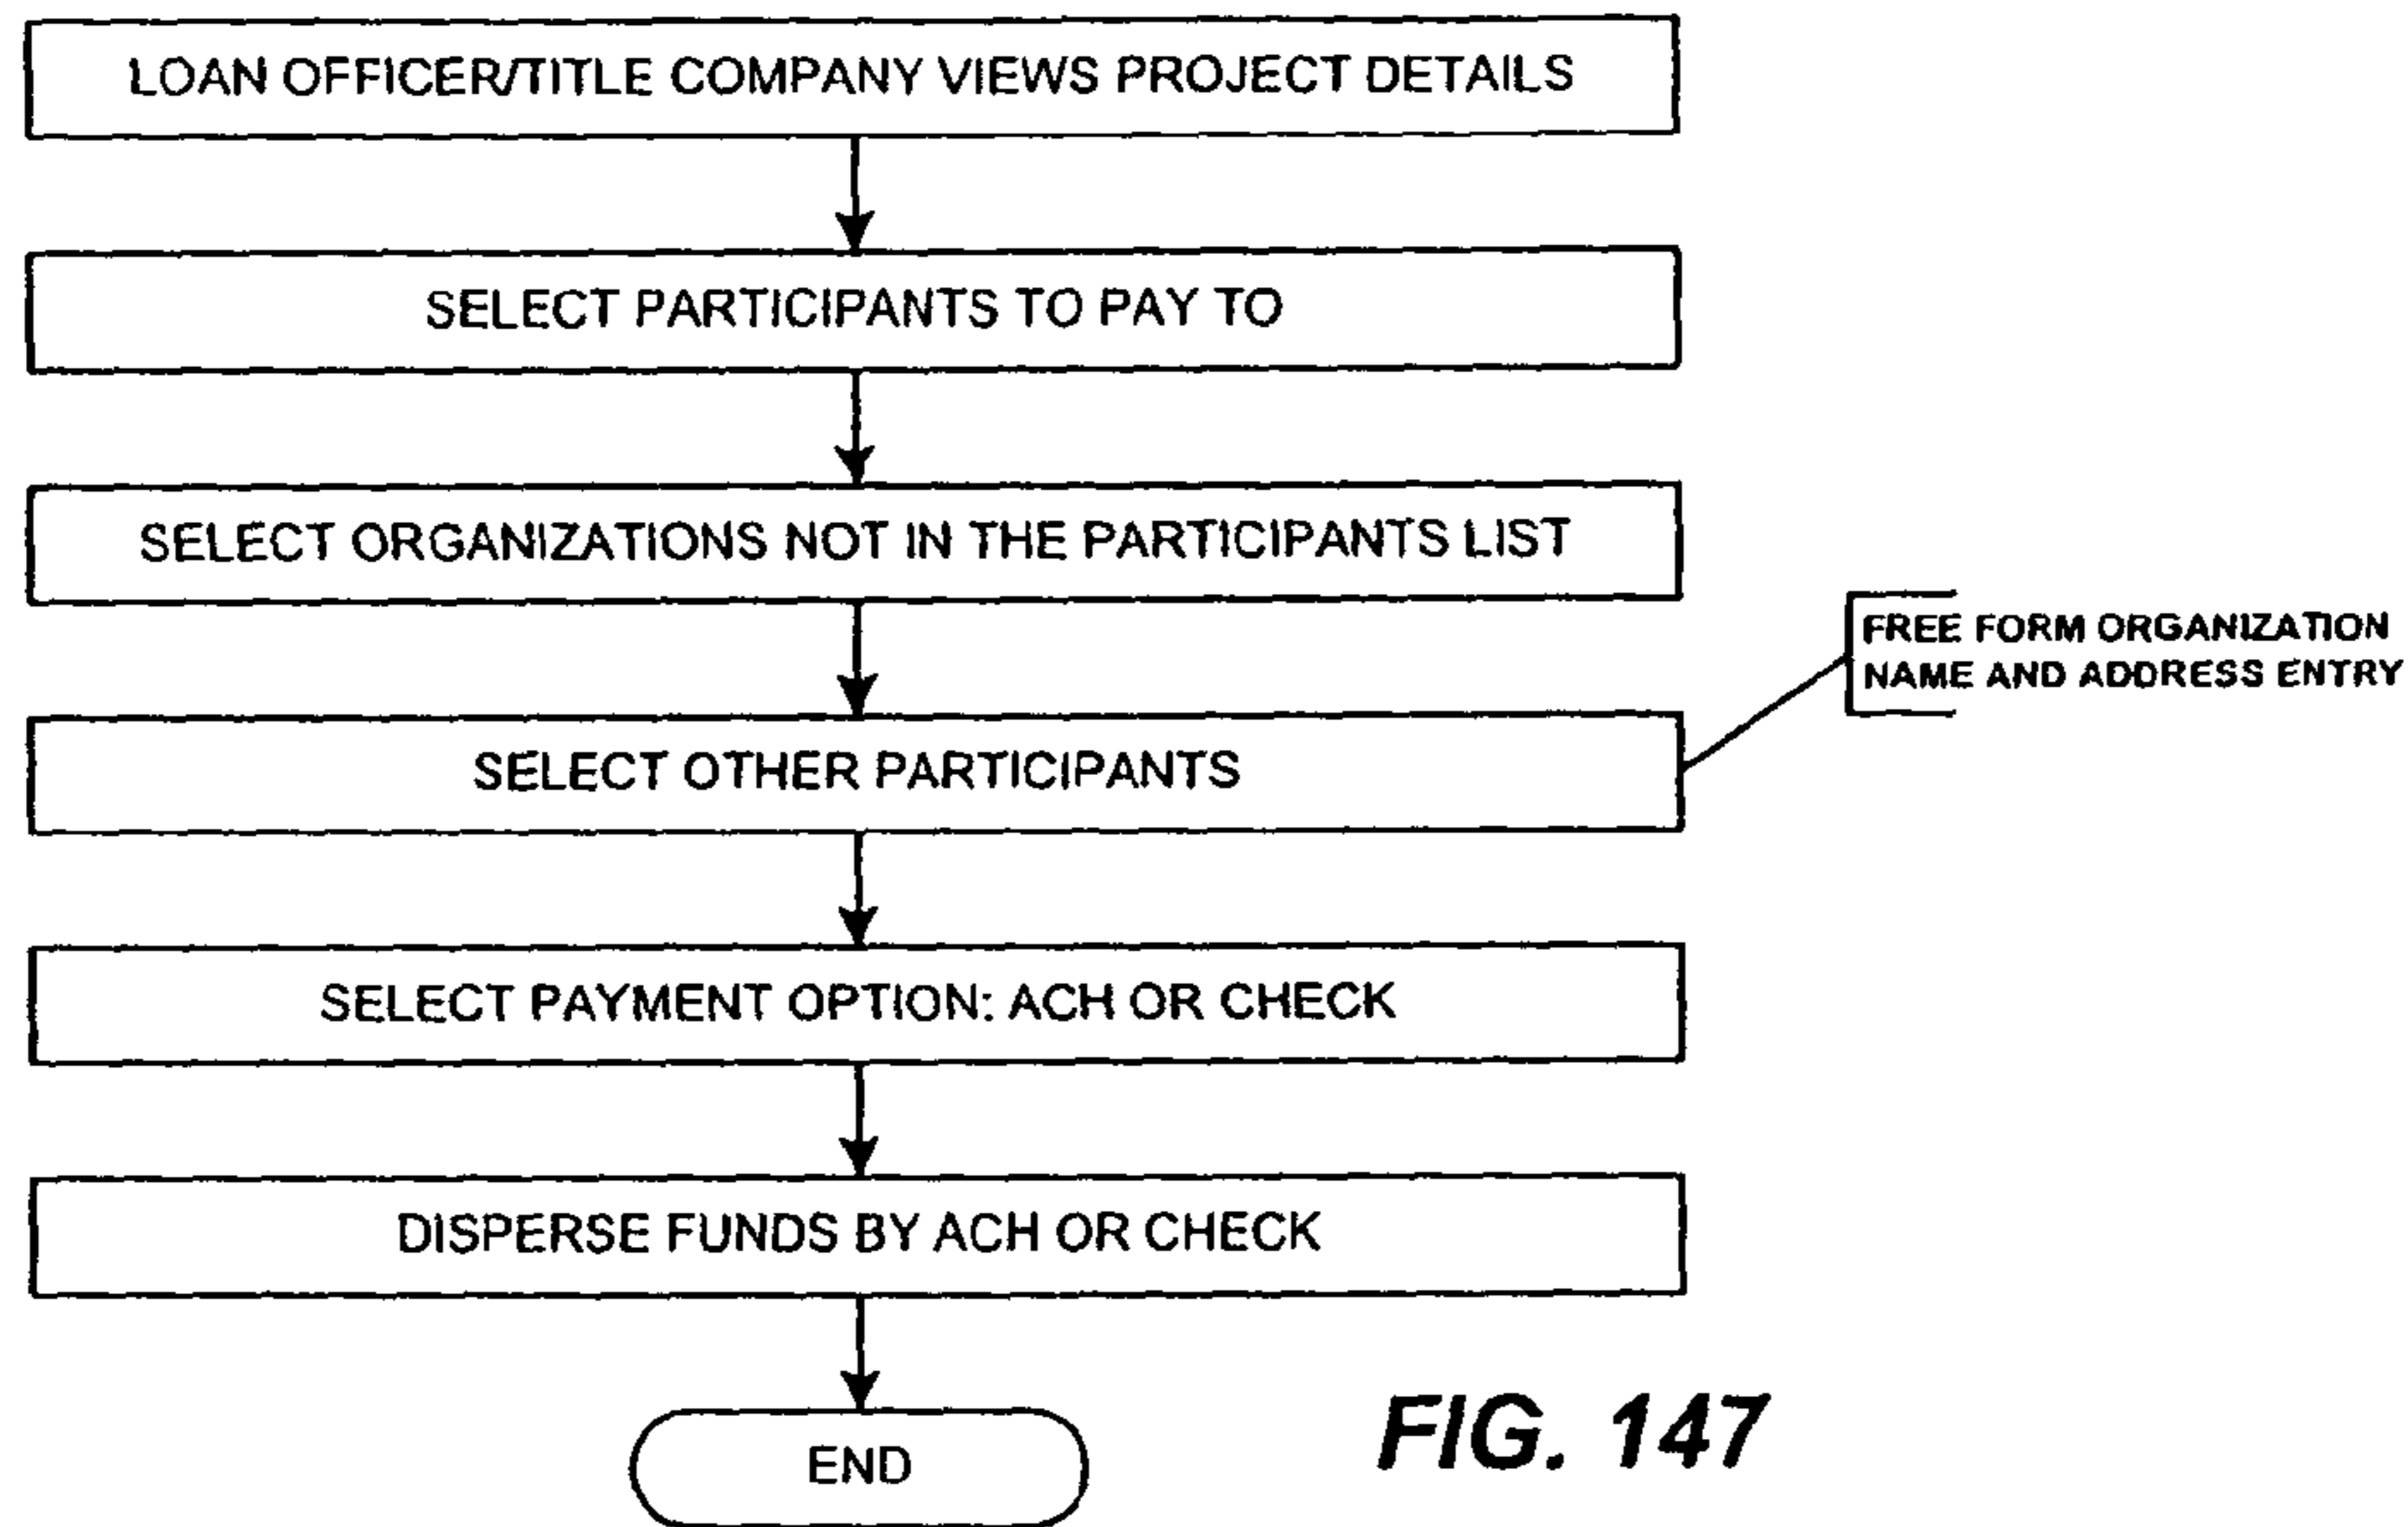 LOAN OFFICER/TITLE COMPANY VIEWS PROJECT DETAILS
SELECT PARTICIPANTS TO PAY TO
SELECT ORGANIZATIONS NOT IN THE PARTICIPANTS LIST
FREE FORM ORGANIZATION
NAME AND ADDRESS ENTRY
SELECT OTHER PARTICIPANTS
SELECT PAYMENT OPTION: ACH OR CHECK
DISPERSE FUNDS BY ACH OR CHECK
END
FIG. 147